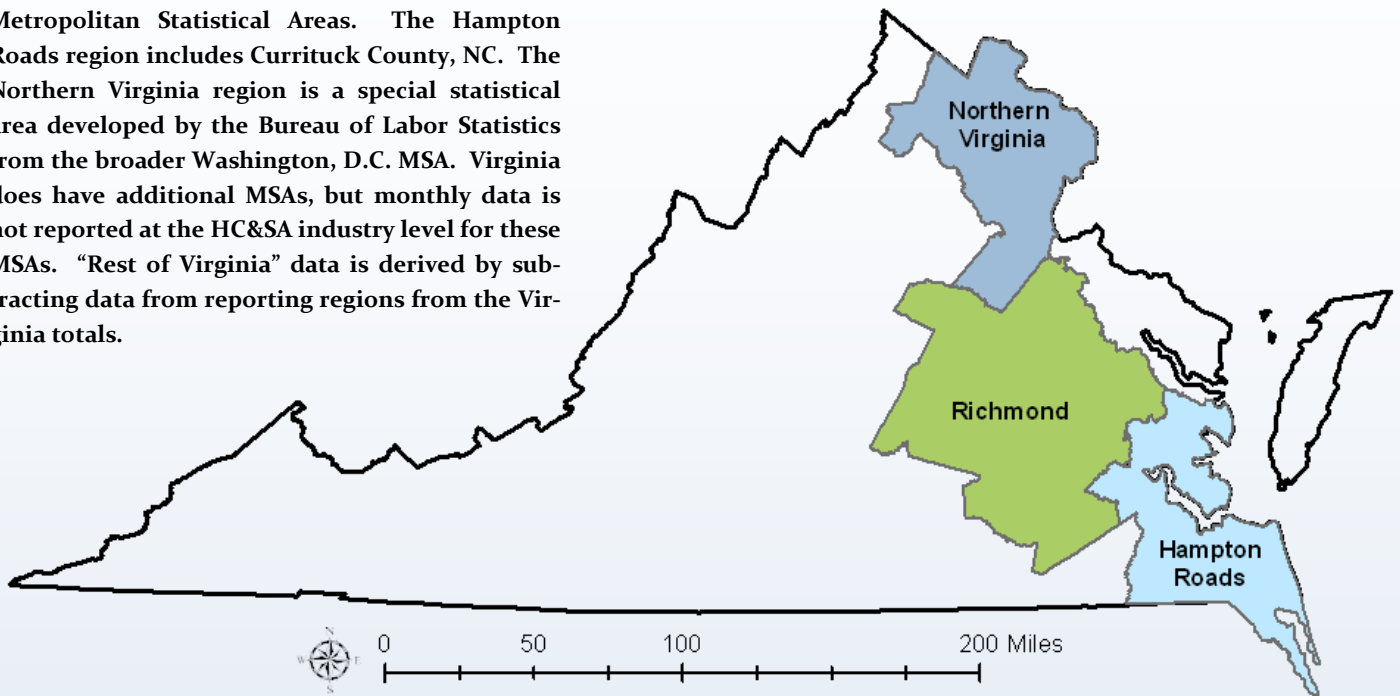 Metropolitan Statistical Areas. The Hampton
Roads region includes Currituck County, NC. The
Northern Virginia region is a special statistical
area developed by the Bureau of Labor Statistics
from the broader Washington, D.C. MSA. Virginia
does have additional MSAs, but monthly data is
not reported at the HC&SA industry level for these
MSAs. “Rest of Virginia” data is derived by sub-
tracting data from reporting regions from the Vir-
ginia totals.
Northern
Virginia
Richmond
Hampton
Roads
N
W E
S
0 50 100 200 Miles